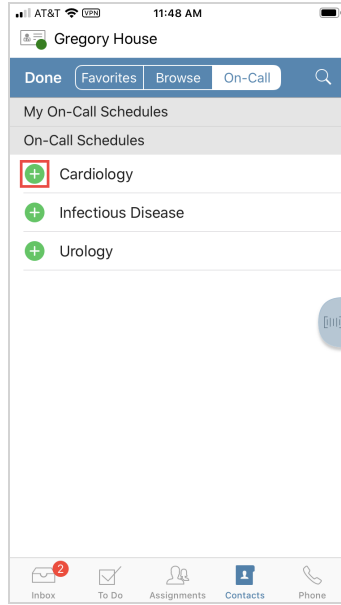 AT&T VPN 11:48 AM
Gregory House
Done Favorites Browse On-Call
My On-Call Schedules
On-Call Schedules
Cardiology
Infectious Disease
Urology
2
Inbox To Do Assignments Contacts Phone